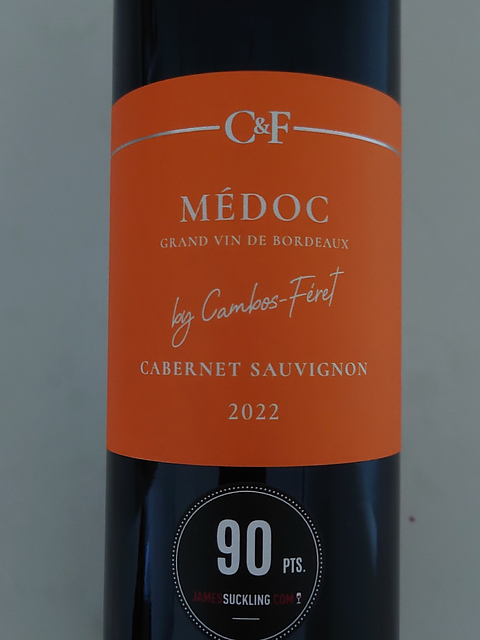 C&F
MÉDOC
GRAND VIN DE BORDEAUX
by Cambos-Féret
CABERNET SAUVIGNON
2022
90 PTS.
JAMESSUCKLING.COM